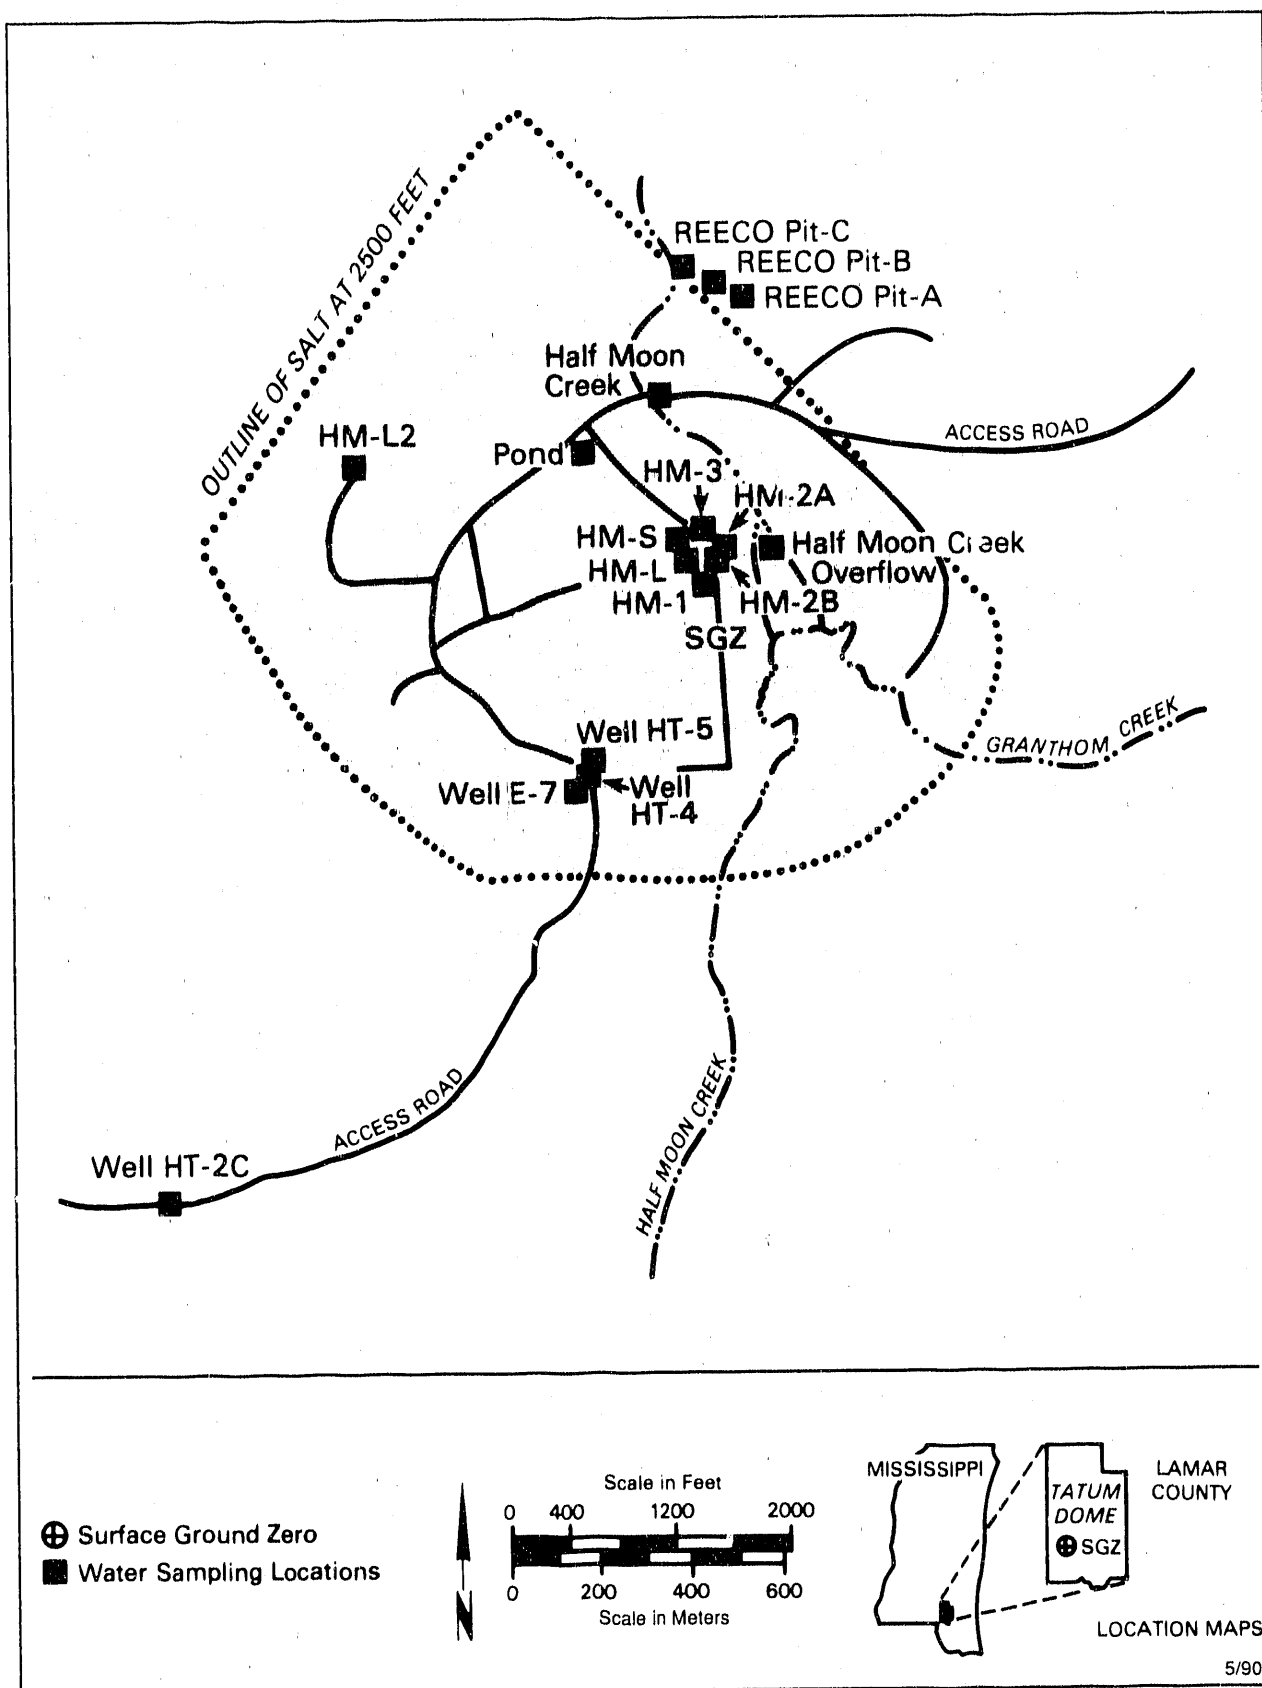 OUTLINE OF SALT AT 2500 FEET
REECO Pit-C
REECO Pit-B
REECO Pit-A
Half Moon
Creek
ACCESS ROAD
HM-L2
Pond
HM-3
HM-2A
HM-S
Half Moon Creek
Overflow
HM-L
HM-1
HM-2B
SGZ
GRANTHOM CREEK
Well HT-5
Well E-7
Well
HT-4
ACCESS ROAD
HALF MOON CREEK
Well HT-2C
Surface Ground Zero
Water Sampling Locations
N
Scale in Feet
0 400 1200 2000
0 200 400 600
Scale in Meters
MISSISSIPPI
LAMAR
COUNTY
TATUM
DOME
SGZ
LOCATION MAPS
5/90